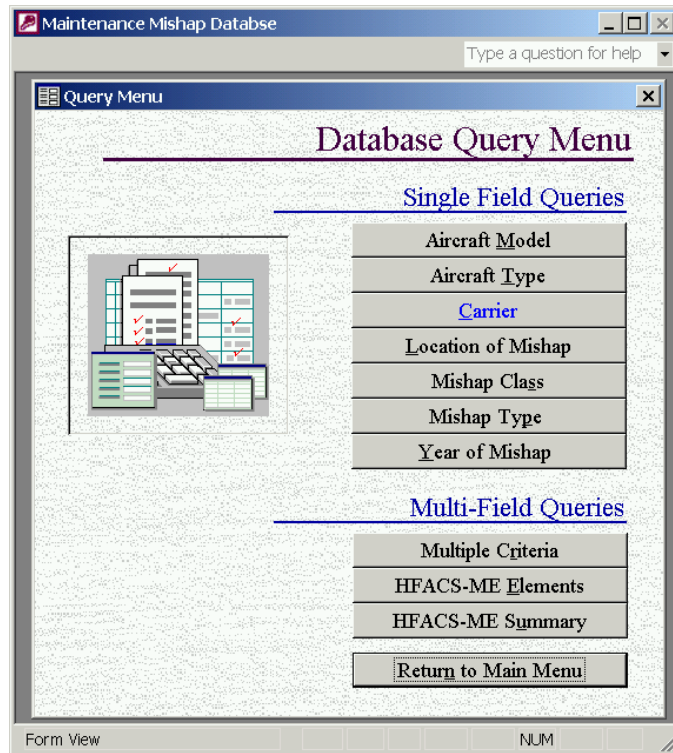 Maintenance Mishap Databse
Type a question for help
Query Menu
Database Query Menu
Single Field Queries
Aircraft Model
Aircraft Type
Carrier
Location of Mishap
Mishap Class
Mishap Type
Year of Mishap
Multi-Field Queries
Multiple Criteria
HFACS-ME Elements
HFACS-ME Summary
Return to Main Menu
Form View
NUM